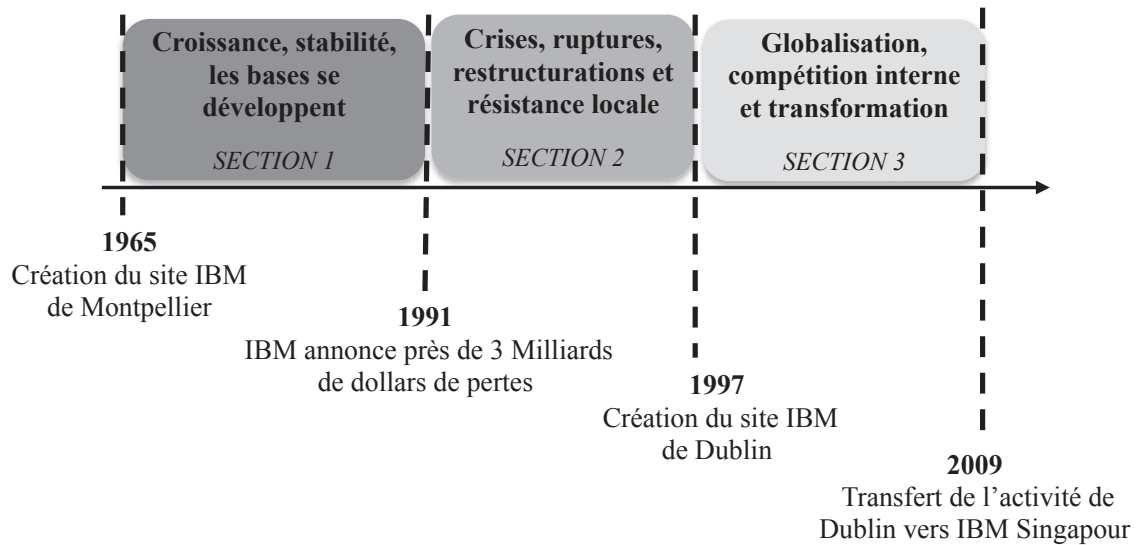 Croissance, stabilité,
les bases se
développent
SECTION 1
Crises, ruptures,
restructurations et
résistance locale
SECTION 2
Globalisation,
compétition interne
et transformation
SECTION 3
1965
Création du site IBM
de Montpellier
1991
IBM annonce près de 3 Milliards
de dollars de pertes
1997
Création du site IBM
de Dublin
2009
Transfert de l’activité de
Dublin vers IBM Singapour